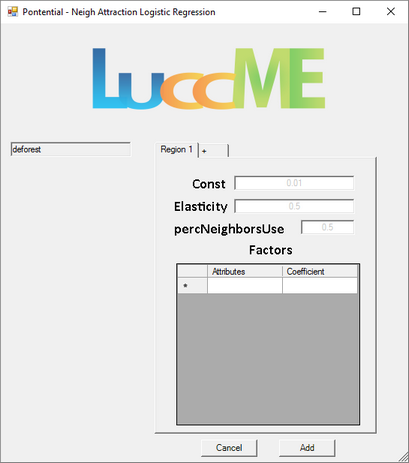 Pontential - Neigh Attraction Logistic Regression
LuccME
deforest
Region 1 +
Const 0.01
Elasticity 0.5
percNeighborsUse 0.5
Factors
Attributes Coefficient
*
Cancel Add